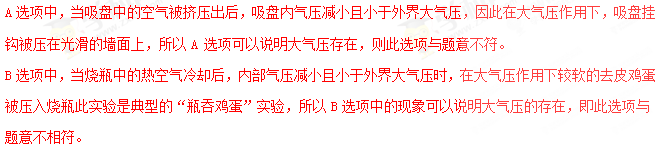 A 选项中，当吸盘中的空气被挤压出后，吸盘内气压减小且小于外界大气压，因此在大气压作用下，吸盘挂
钩被压在光滑的墙面上，所以 A 选项可以说明大气压存在，则此选项与题意不符。
B 选项中，当烧瓶中的热空气冷却后，内部气压减小且小于外界大气压时，在大气压作用下较软的去皮鸡蛋
被压入烧瓶此实验是典型的“瓶吞鸡蛋”实验，所以 B 选项中的现象可以说明大气压的存在，即此选项与
题意不相符。